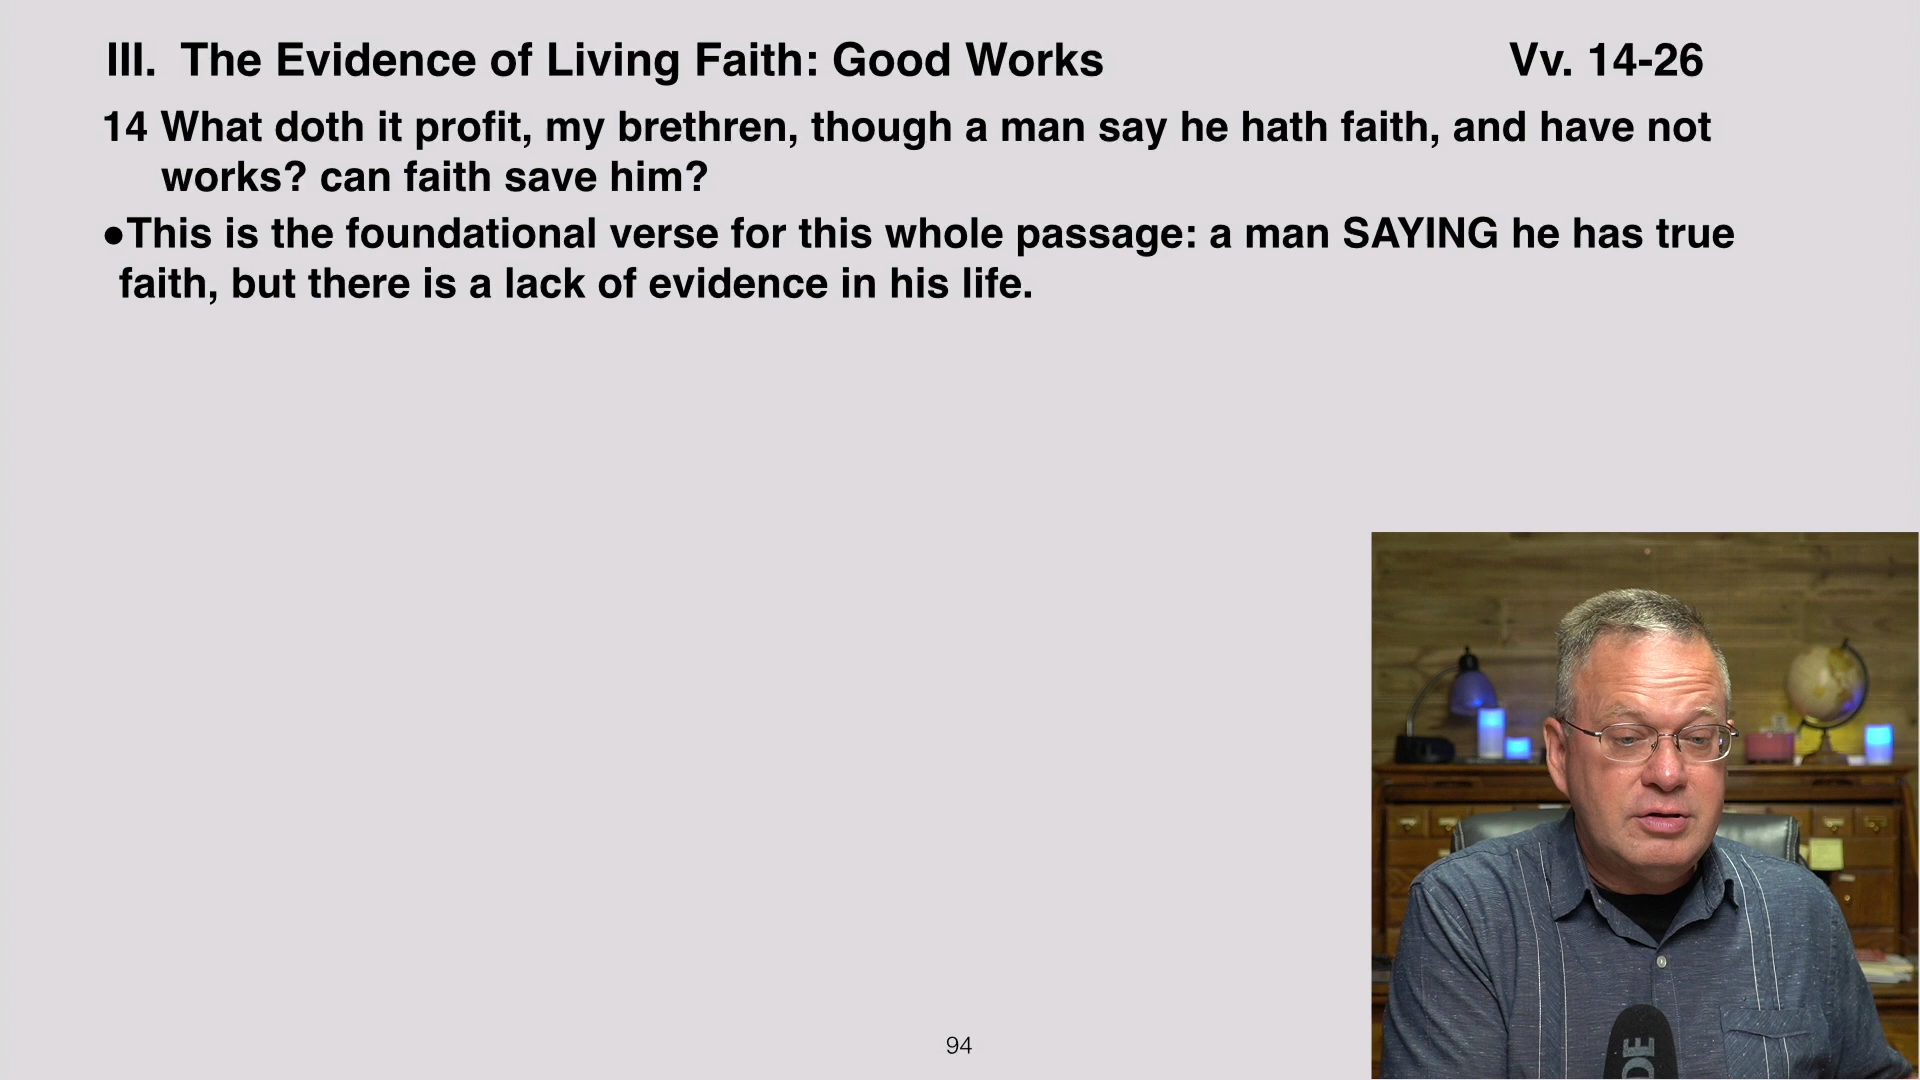 III. The Evidence of Living Faith: Good Works Vv. 14-26
14 What doth it profit, my brethren, though a man say he hath faith, and have not
works? can faith save him?
●This is the foundational verse for this whole passage: a man SAYING he has true
faith, but there is a lack of evidence in his life.
94